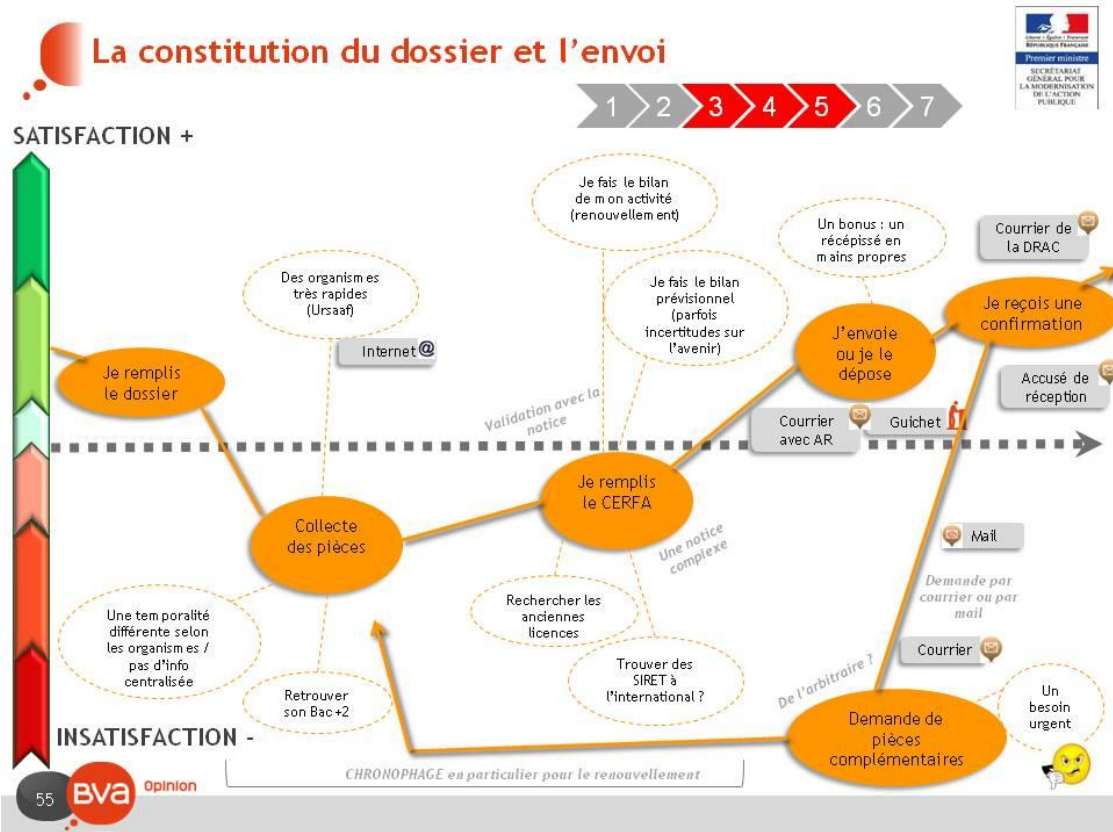 La constitution du dossier et l'envoi
Liberté • Égalité • Fraternité
RÉPUBLIQUE FRANÇAISE
Premier ministre
SECRÉTARIAT
GÉNÉRAL POUR
LA MODERNISATION
DE L'ACTION
PUBLIQUE
1 2 3 4 5 6 7
SATISFACTION +
Je fais le bilan
de mon activité
(renouvellement)
Un bonus : un
récépissé en
mains propres
Courrier de
la DRAC
Des organismes
très rapides
(Ursaaf)
Je fais le bilan
prévisionnel
(parfois
incertitudes sur
l'avenir)
Je reçois une
confirmation
J'envoie
ou je le
dépose
Internet @
Je remplis
le dossier
Accusé de
réception
Validation avec la
notice
Courrier
avec AR
Guichet
Je remplis
le CERFA
Collecte
des pièces
Une notice
complexe
Mail
Demande par
courrier ou par
mail
Rechercher les
anciennes
licences
Une temporalité
différente selon
les organismes /
pas d'info
centralisée
Trouver des
SIRET à
l'international ?
Courrier
De l'arbitraire ?
Retrouver
son Bac+2
Un
besoin
urgent
Demande de
pièces
complémentaires
INSATISFACTION -
CHRONOPHAGE en particulier pour le renouvellement
55
BVa
Opinion